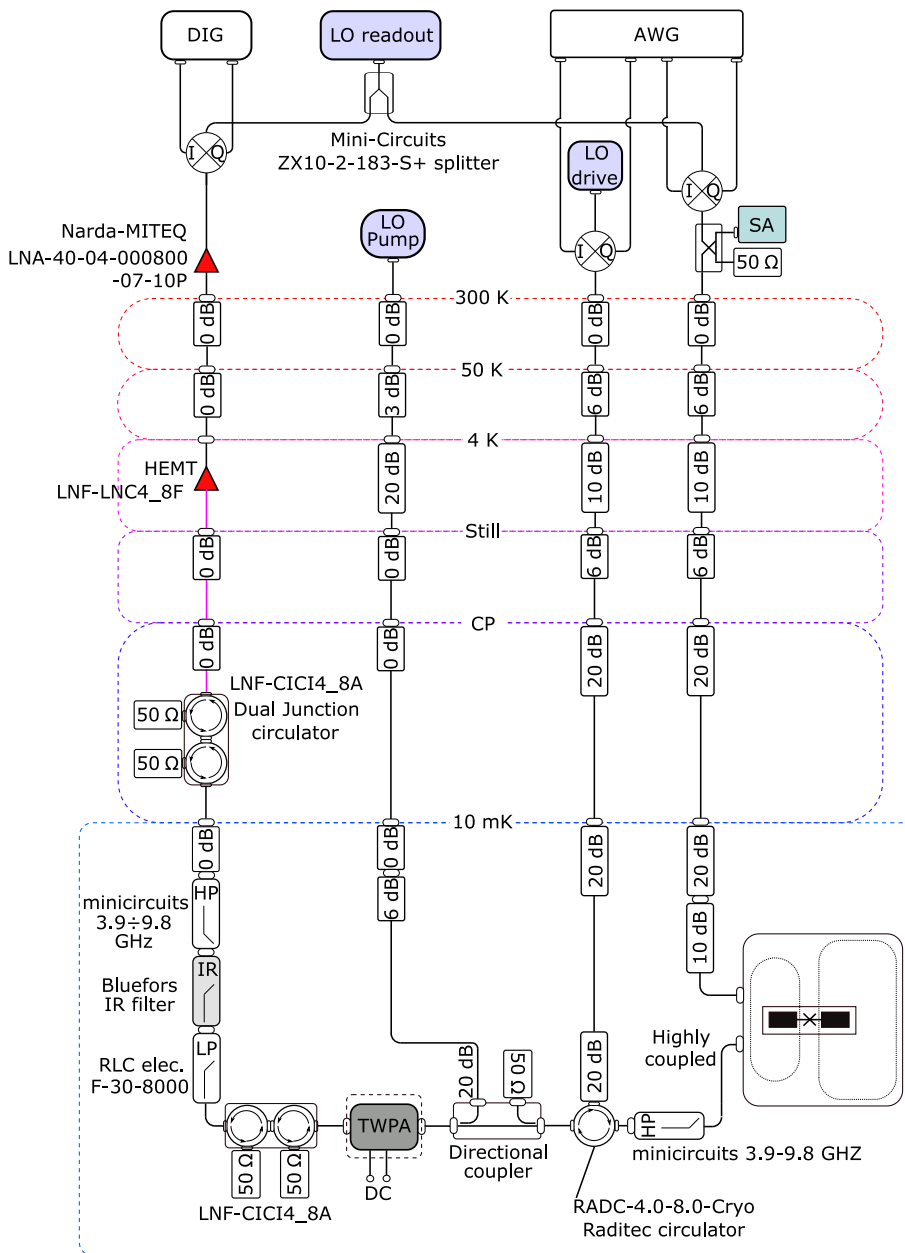 DIG
LO readout
AWG
Mini-Circuits
ZX10-2-183-S+ splitter
I Q
LO
drive
I Q
I Q
SA
50 Ω
Narda-MITEQ
LNA-40-04-000800
-07-10P
LO
Pump
300 K
0 dB
0 dB
0 dB
0 dB
50 K
0 dB
3 dB
6 dB
6 dB
4 K
HEMT
LNF-LNC4_8F
20 dB
10 dB
10 dB
Still
0 dB
0 dB
6 dB
6 dB
CP
0 dB
0 dB
20 dB
20 dB
LNF-CICI4_8A
Dual Junction
circulator
50 Ω
50 Ω
10 mK
0 dB
0 dB
20 dB
20 dB
6 dB
10 dB
HP
minicircuits
3.9÷9.8
GHz
IR
Bluefors
IR filter
LP
RLC elec.
F-30-8000
20 dB
50 Ω
20 dB
Highly
coupled
TWPA
HP
50 Ω
50 Ω
DC
Directional
coupler
minicircuits 3.9-9.8 GHZ
LNF-CICI4_8A
RADC-4.0-8.0-Cryo
Raditec circulator